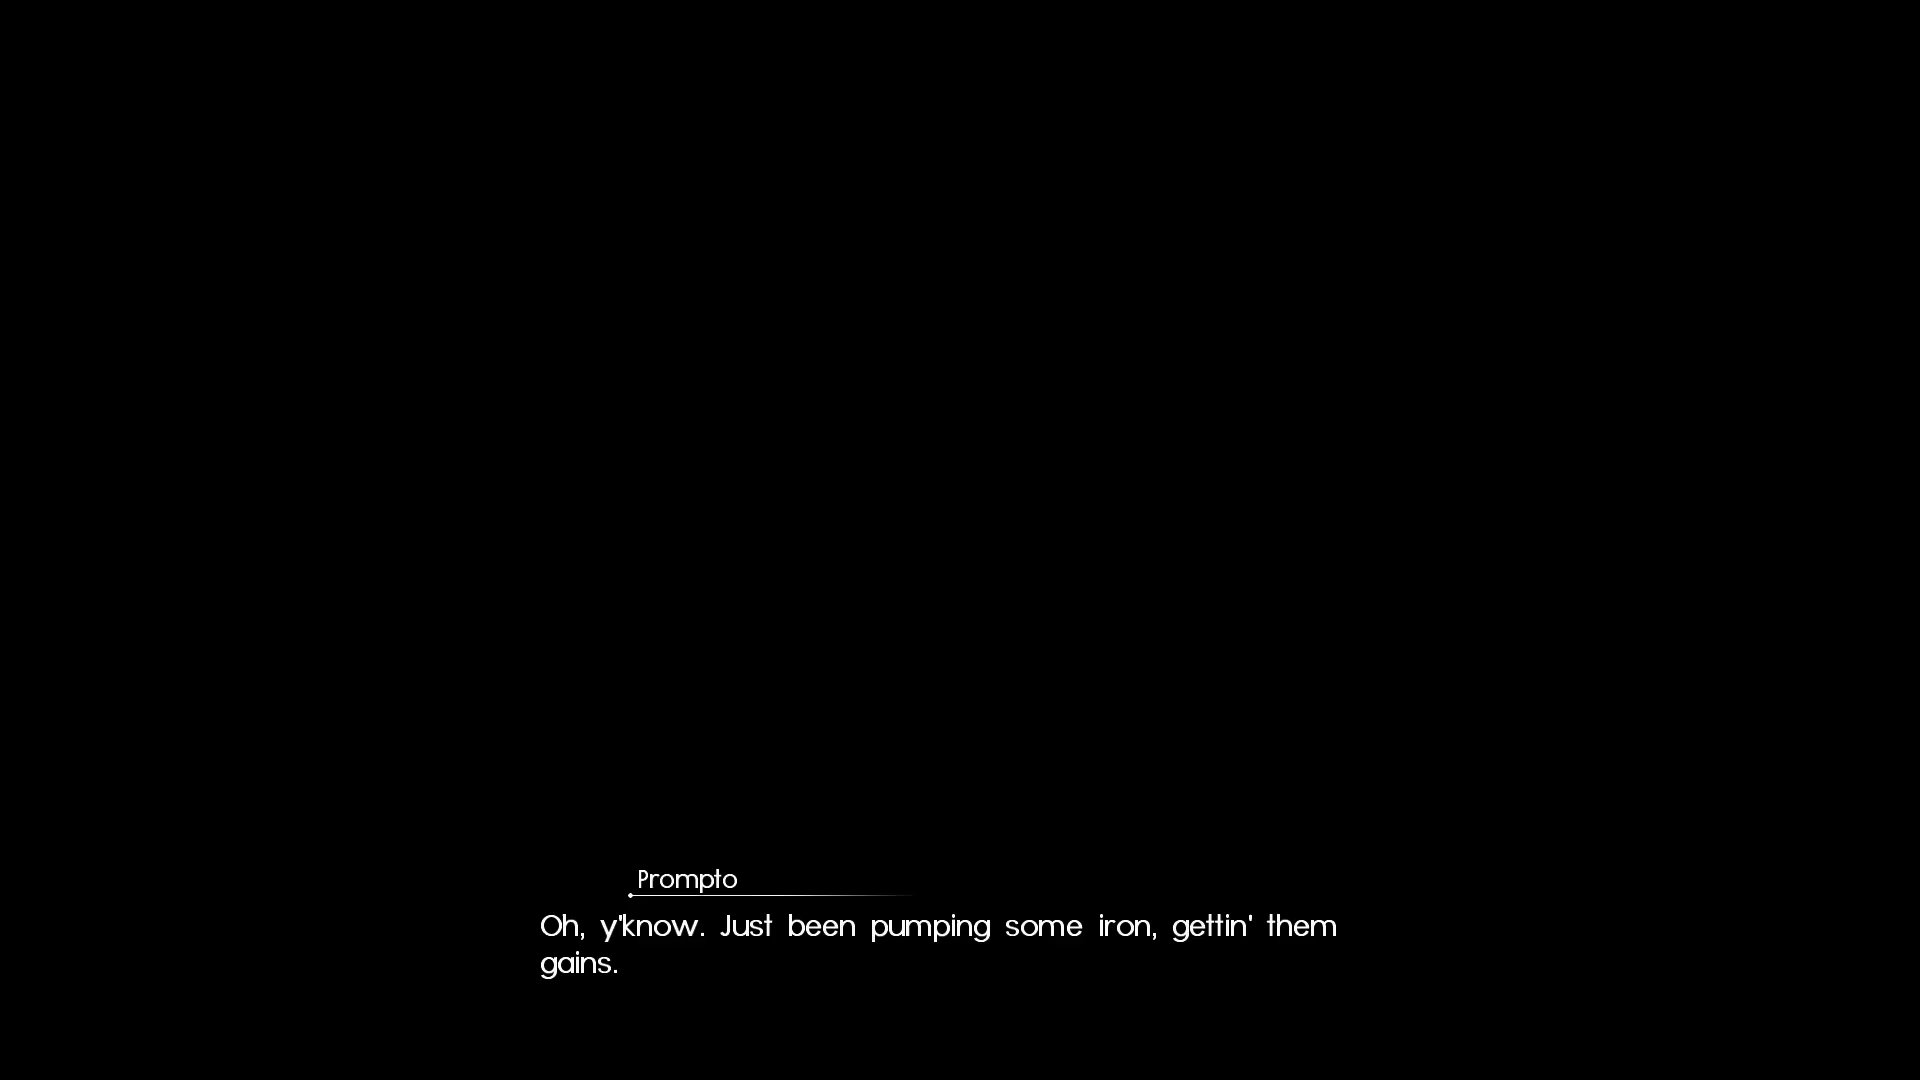 Prompto
Oh, y'know. Just been pumping some iron, gettin' them
gains.